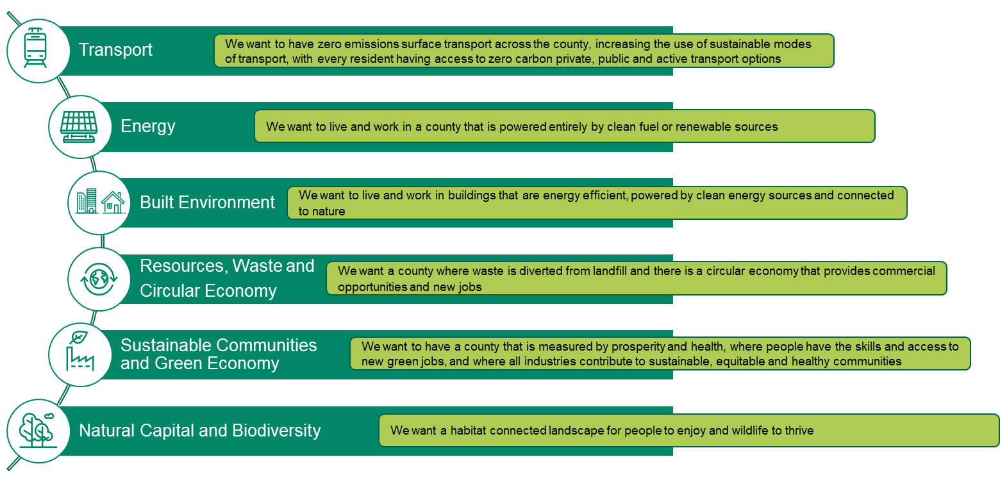 Transport
We want to have zero emissions surface transport across the county, increasing the use of sustainable modes
of transport, with every resident having access to zero carbon private, public and active transport options
Energy
We want to live and work in a county that is powered entirely by clean fuel or renewable sources
Built Environment
We want to live and work in buildings that are energy efficient, powered by clean energy sources and connected
to nature
Resources, Waste and
Circular Economy
We want a county where waste is diverted from landfill and there is a circular economy that provides commercial
opportunities and new jobs
Sustainable Communities
and Green Economy
We want to have a county that is measured by prosperity and health, where people have the skills and access to
new green jobs, and where all industries contribute to sustainable, equitable and healthy communities
Natural Capital and Biodiversity
We want a habitat connected landscape for people to enjoy and wildlife to thrive